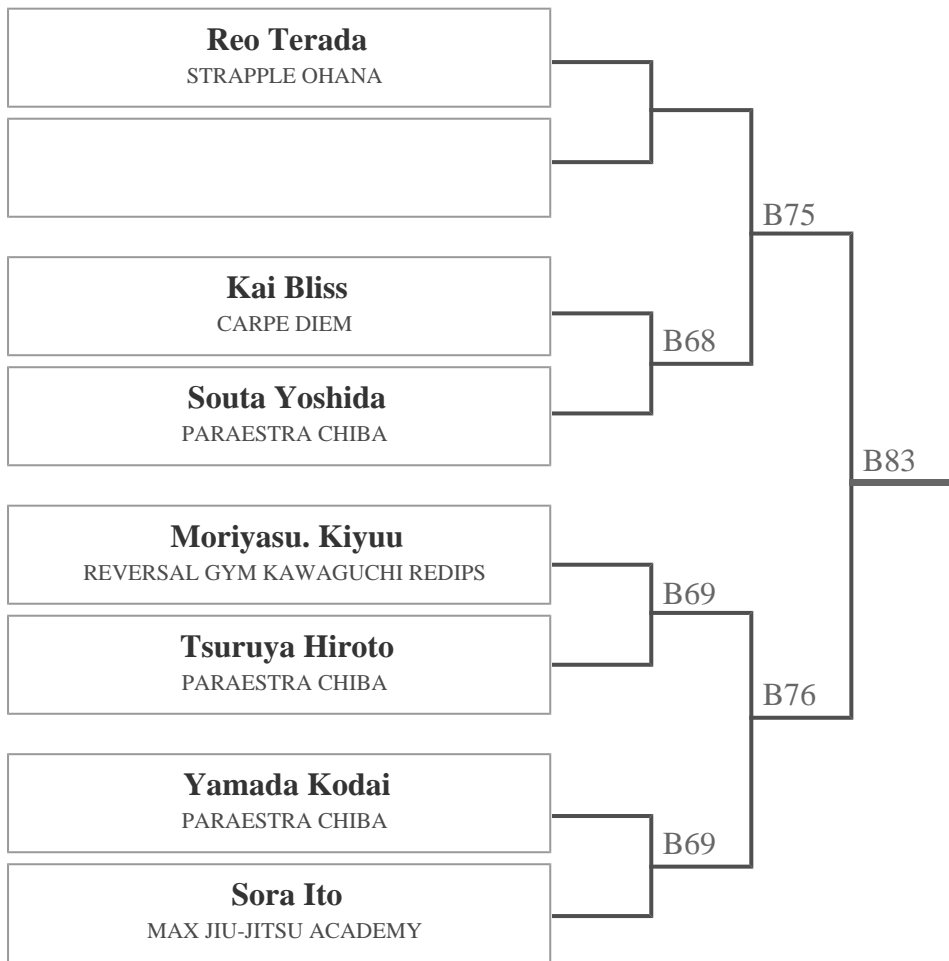 Reo Terada
STRAPPLE OHANA
B75
Kai Bliss
CARPE DIEM
B68
Souta Yoshida
PARAESTRA CHIBA
B83
Moriyasu. Kiyuu
REVERSAL GYM KAWAGUCHI REDIPS
B69
Tsuruya Hiroto
PARAESTRA CHIBA
B76
Yamada Kodai
PARAESTRA CHIBA
B69
Sora Ito
MAX JIU-JITSU ACADEMY